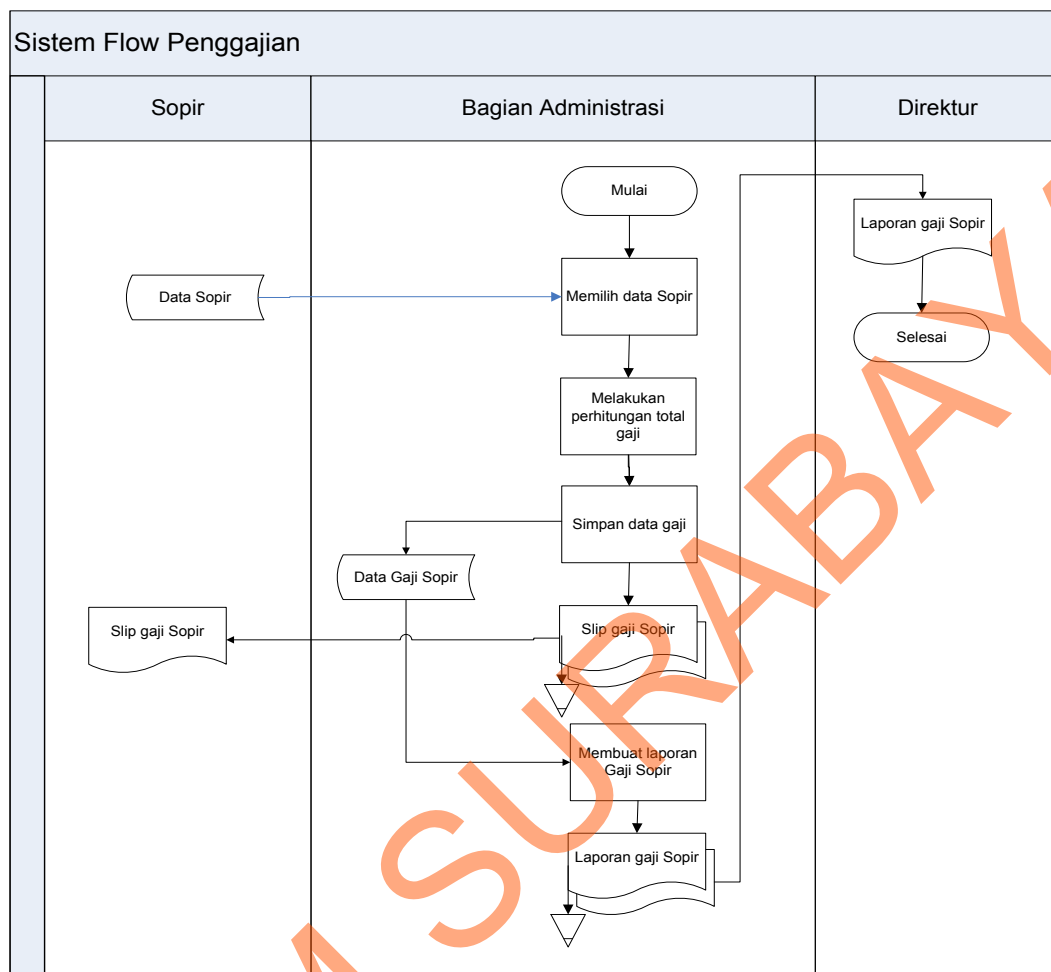 Sistem Flow Penggajian
Sopir
Bagian Administrasi
Direktur
Mulai
Laporan gaji Sopir
Data Sopir
Memilih data Sopir
Selesai
Melakukan
perhitungan total
gaji
Simpan data gaji
Data Gaji Sopir
Slip gaji Sopir
Slip gaji Sopir
Membuat laporan
Gaji Sopir
Laporan gaji Sopir
M SURABAYA